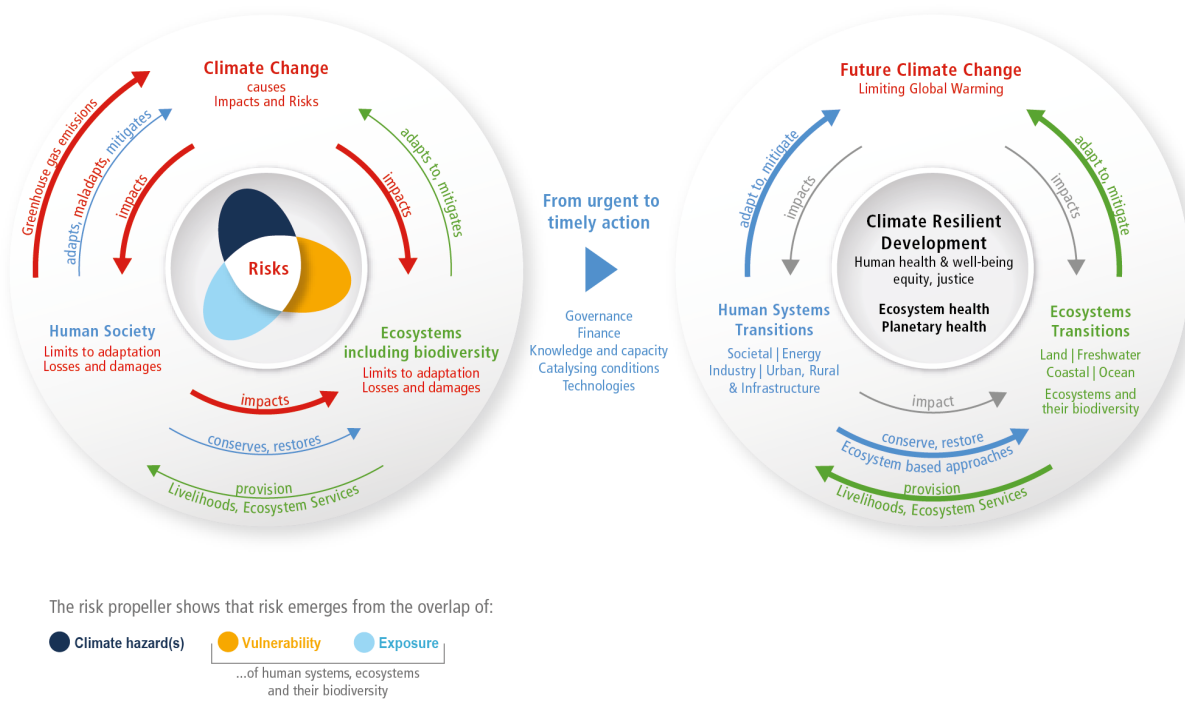 Climate Change
causes
Impacts and Risks
Greenhouse gas emissions
adapts, maladapts, mitigates
impacts
impacts
adapts to, mitigates
Risks
Human Society
Limits to adaptation
Losses and damages
Ecosystems
including biodiversity
Limits to adaptation
Losses and damages
impacts
conserves, restores
provision
Livelihoods, Ecosystem Services
From urgent to
timely action
Governance
Finance
Knowledge and capacity
Catalysing conditions
Technologies
Future Climate Change
Limiting Global Warming
adapt to, mitigate
impacts
impacts
adapt to, mitigate
Climate Resilient
Development
Human health & well-being
equity, justice
Ecosystem health
Planetary health
Human Systems
Transitions
Societal | Energy
Industry | Urban, Rural
& Infrastructure
Ecosystems
Transitions
Land | Freshwater
Coastal | Ocean
Ecosystems and
their biodiversity
impact
conserve, restore
Ecosystem based approaches
provision
Livelihoods, Ecosystem Services
The risk propeller shows that risk emerges from the overlap of:
Climate hazard(s) Vulnerability Exposure
...of human systems, ecosystems
and their biodiversity